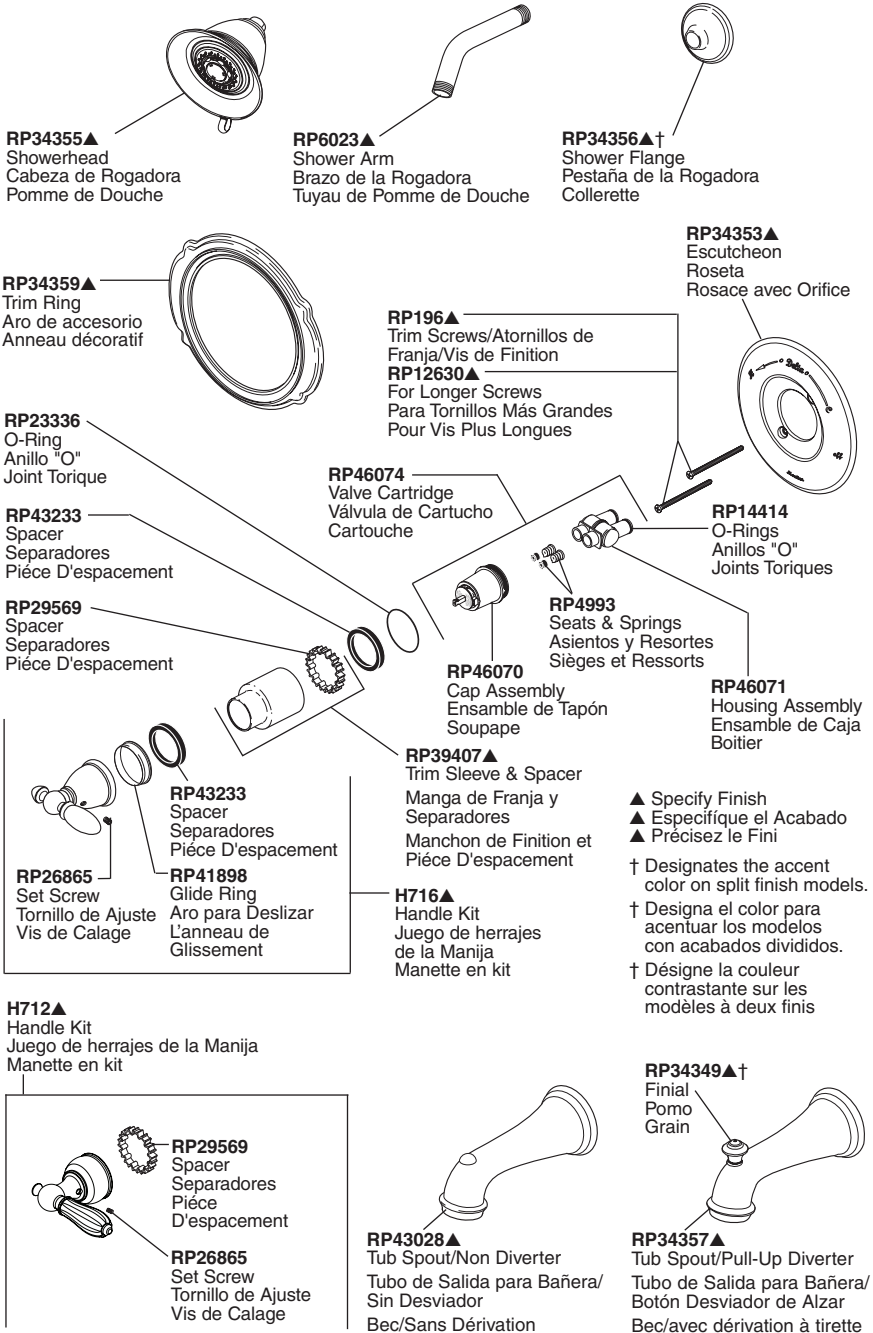 RP34355▲
Showerhead
Cabeza de Rogadora
Pomme de Douche
RP6023▲
Shower Arm
Brazo de la Rogadora
Tuyau de Pomme de Douche
RP34356▲†
Shower Flange
Pestaña de la Rogadora
Collerette
RP34359▲
Trim Ring
Aro de accesorio
Anneau décoratif
RP34353▲
Escutcheon
Roseta
Rosace avec Orifice
RP196▲
Trim Screws/Atornillos de
Franja/Vis de Finition
RP12630▲
For Longer Screws
Para Tornillos Más Grandes
Pour Vis Plus Longues
Delta
RP23336
O-Ring
Anillo "O"
Joint Torique
RP46074
Valve Cartridge
Válvula de Cartucho
Cartouche
RP43233
Spacer
Separadores
Piéce D'espacement
RP14414
O-Rings
Anillos "O"
Joints Toriques
RP29569
Spacer
Separadores
Piéce D'espacement
RP4993
Seats & Springs
Asientos y Resortes
Sièges et Ressorts
RP46070
Cap Assembly
Ensamble de Tapón
Soupape
RP46071
Housing Assembly
Ensamble de Caja
Boitier
RP39407▲
Trim Sleeve & Spacer
Manga de Franja y
Separadores
Manchon de Finition et
Piéce D'espacement
RP43233
Spacer
Separadores
Piéce D'espacement
RP26865
Set Screw
Tornillo de Ajuste
Vis de Calage
RP41898
Glide Ring
Aro para Deslizar
L'anneau de
Glissement
H716▲
Handle Kit
Juego de herrajes
de la Manija
Manette en kit
▲ Specify Finish
▲ Especifíque el Acabado
▲ Précisez le Fini
† Designates the accent
color on split finish models.
† Designa el color para
acentuar los modelos
con acabados divididos.
† Désigne la couleur
contrastante sur les
modèles à deux finis
H712▲
Handle Kit
Juego de herrajes de la Manija
Manette en kit
RP29569
Spacer
Separadores
Piéce
D'espacement
RP26865
Set Screw
Tornillo de Ajuste
Vis de Calage
RP43028▲
Tub Spout/Non Diverter
Tubo de Salida para Bañera/
Sin Desviador
Bec/Sans Dérivation
RP34349▲†
Finial
Pomo
Grain
RP34357▲
Tub Spout/Pull-Up Diverter
Tubo de Salida para Bañera/
Botón Desviador de Alzar
Bec/avec dérivation à tirette